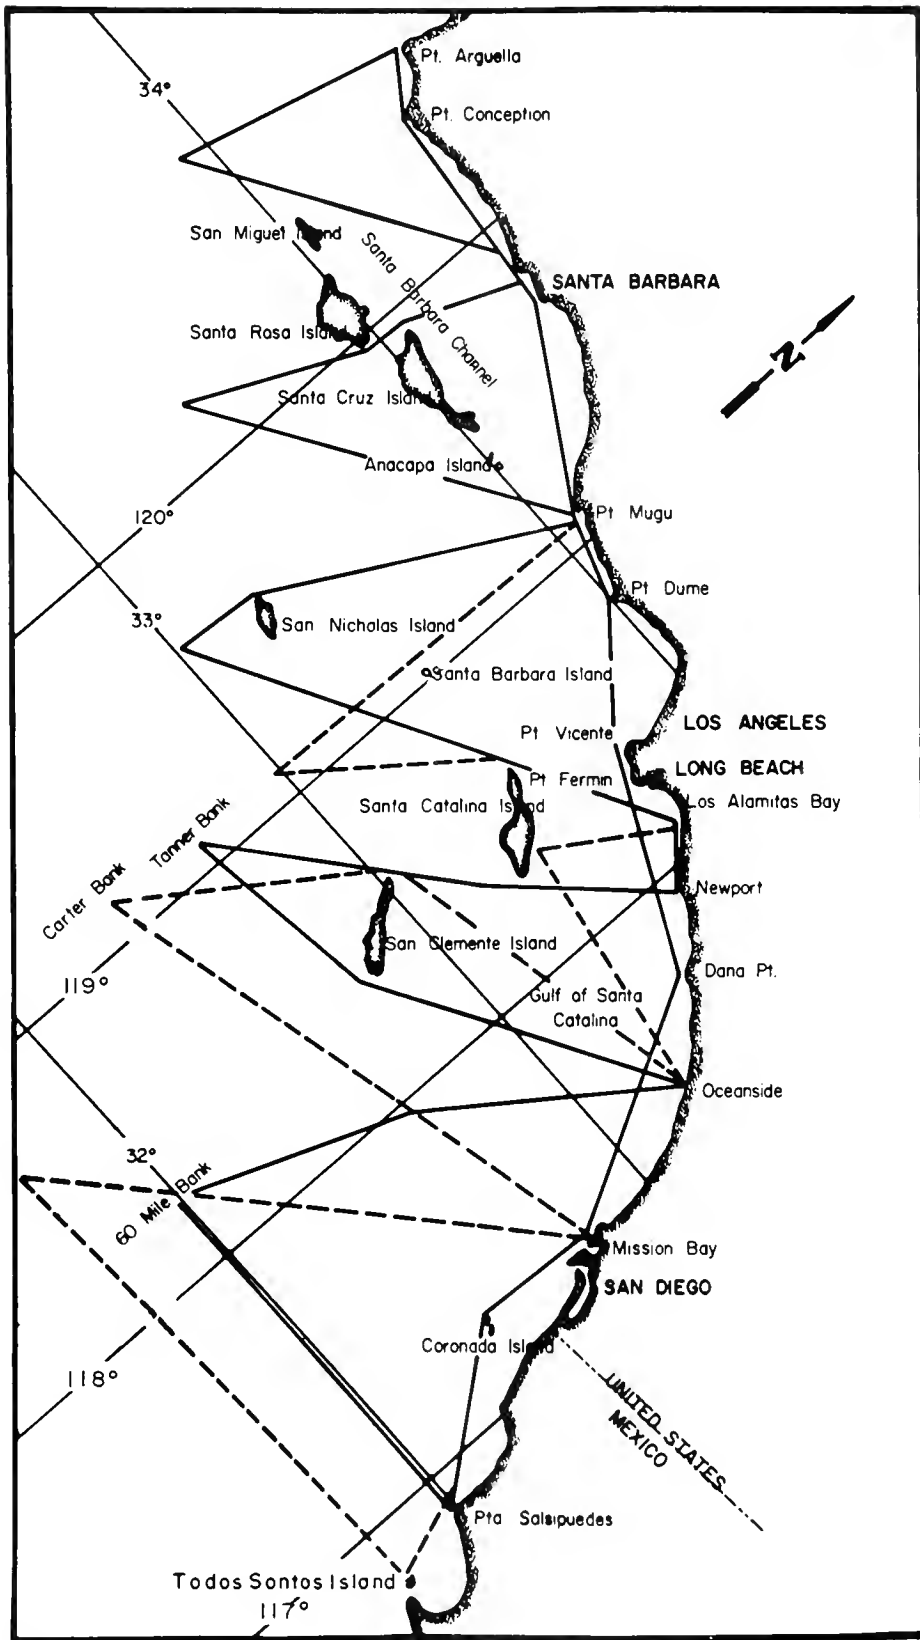 Pt. Arguella
34°
Pt. Conception
San Miguel Island
Santa Barbara Channel
SANTA BARBARA
Santa Rosa Island
N
Santa Cruz Island
Anacapa Island
120°
Pt Mugu
Pt Dume
33°
San Nicholas Island
Santa Barbara Island
Pt Vicente
LOS ANGELES
LONG BEACH
Pt Fermin
Santa Catalina Island
Los Alamitas Bay
Tanner Bank
Carter Bank
Newport
San Clemente Island
Dana Pt.
119°
Gulf of Santa
Catalina
Oceanside
32°
60 Mile Bank
Mission Bay
SAN DIEGO
Coronada Island
118°
UNITED STATES
MEXICO
Pta Salsipuedes
Todos Sontos Island
117°